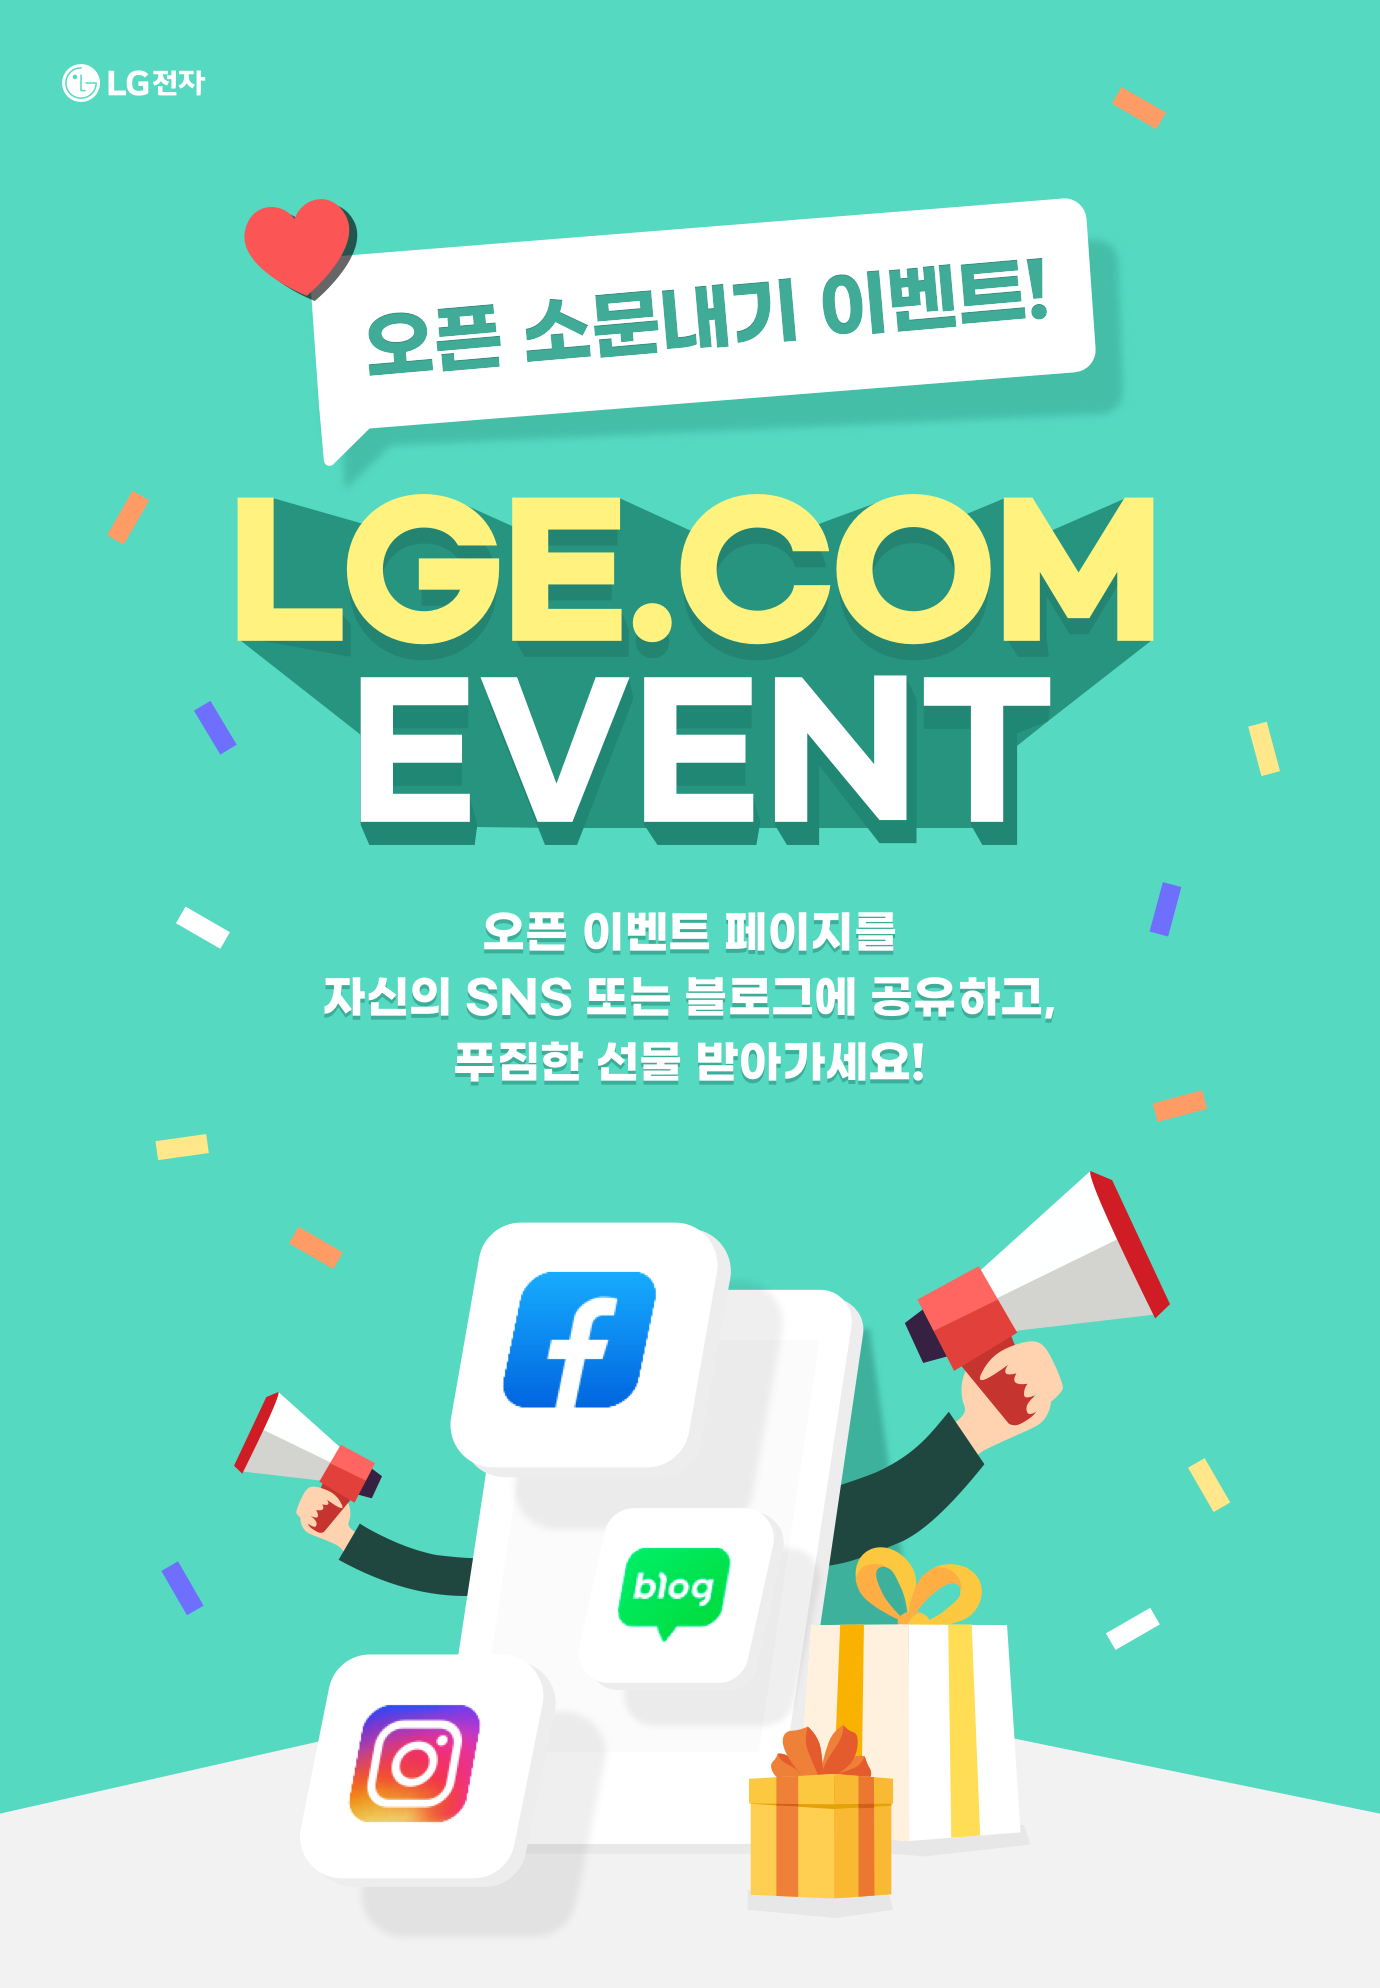 LG전자
오픈 소문내기 이벤트!
LGE.COM
EVENT
오픈 이벤트 페이지를
자신의 SNS 또는 블로그에 공유하고,
푸짐한 선물 받아가세요!
blog